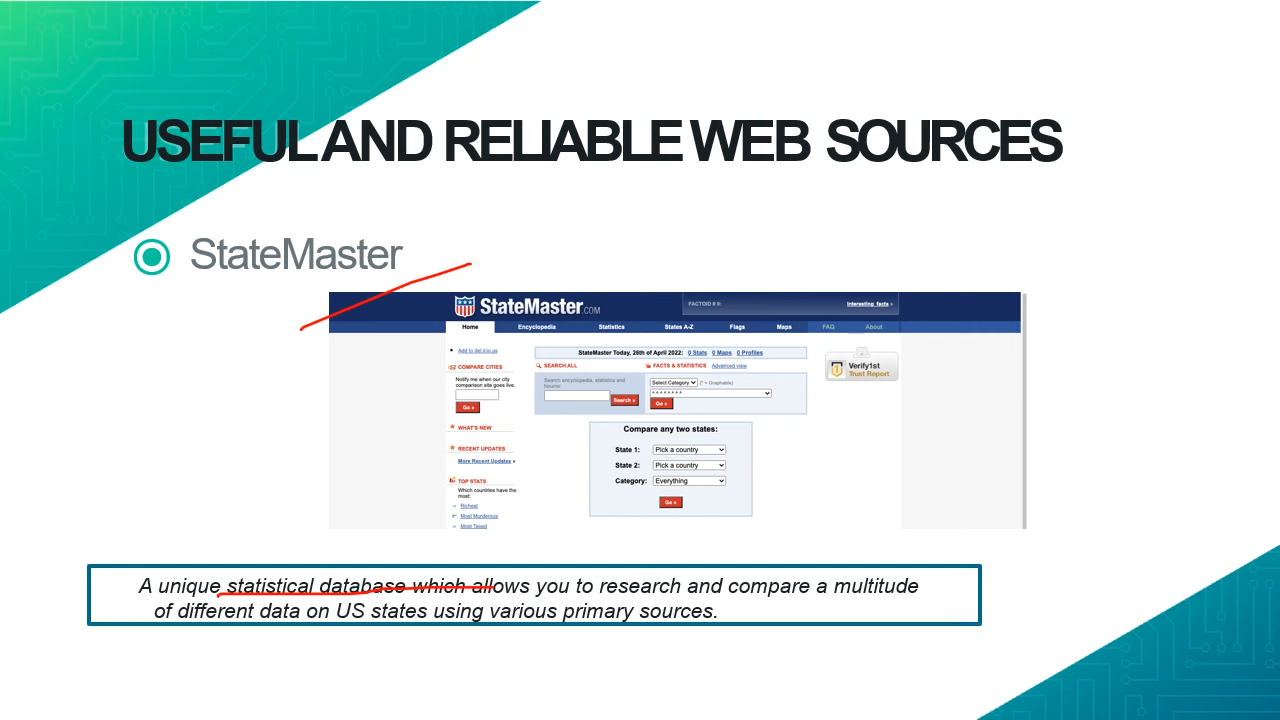 USEFUL AND RELIABLE WEB SOURCES
StateMaster
StateMaster.COM
FACTOID # 9:
Interesting facts »
Home Encyclopedia Statistics States A-Z Flags Maps FAQ About
Add to del.icio.us
COMPARE CITIES
Notify me when our city
comparison site goes live.
Go »
WHAT'S NEW
RECENT UPDATES
More Recent Updates »
TOP STATS
Which countries have the
most:
Richest
Most Murderous
Most Taxed
StateMaster Today, 26th of April 2022: 0 Stats 0 Maps 0 Profiles
SEARCH ALL
Search encyclopedia, statistics and
forums:
Search »
FACTS & STATISTICS Advanced view
Select Category (* = Graphable)
* * * * * * * *
Go »
Compare any two states:
State 1: Pick a country
State 2: Pick a country
Category: Everything
Go »
Verify1st
Trust Report
A unique statistical database which allows you to research and compare a multitude
of different data on US states using various primary sources.